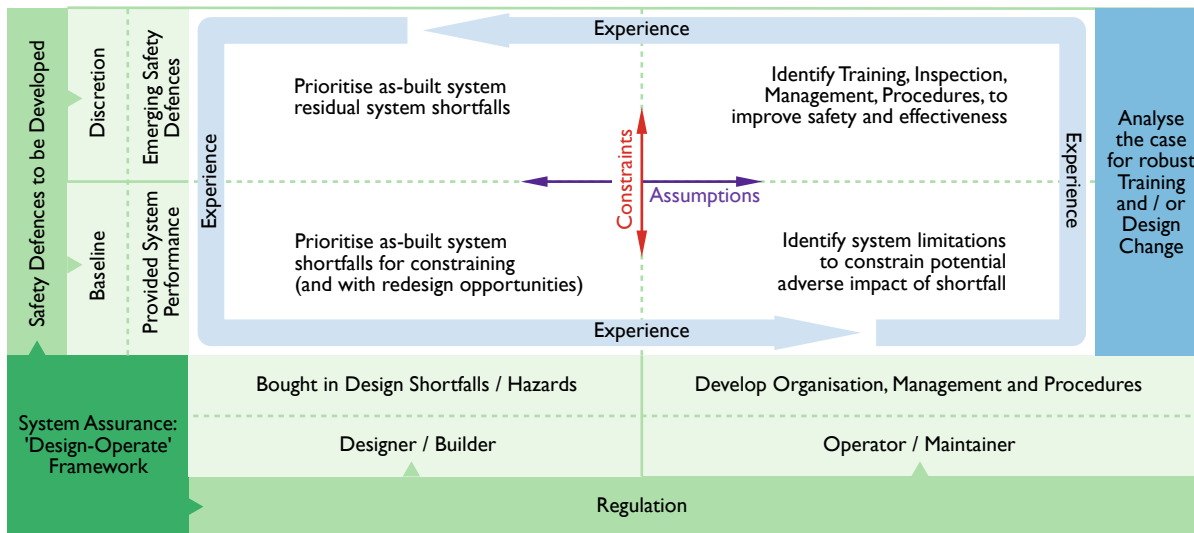 Safety Defences to be Developed
Discretion
Emerging Safety
Defences
Baseline
Provided System
Performance
Experience
Experience
Experience
Experience
Prioritise as-built system
residual system shortfalls
Identify Training, Inspection,
Management, Procedures, to
improve safety and effectiveness
Constraints
Assumptions
Prioritise as-built system
shortfalls for constraining
(and with redesign opportunities)
Identify system limitations
to constrain potential
adverse impact of shortfall
Analyse
the case
for robust
Training
and / or
Design
Change
System Assurance:
'Design-Operate'
Framework
Bought in Design Shortfalls / Hazards
Develop Organisation, Management and Procedures
Designer / Builder
Operator / Maintainer
Regulation